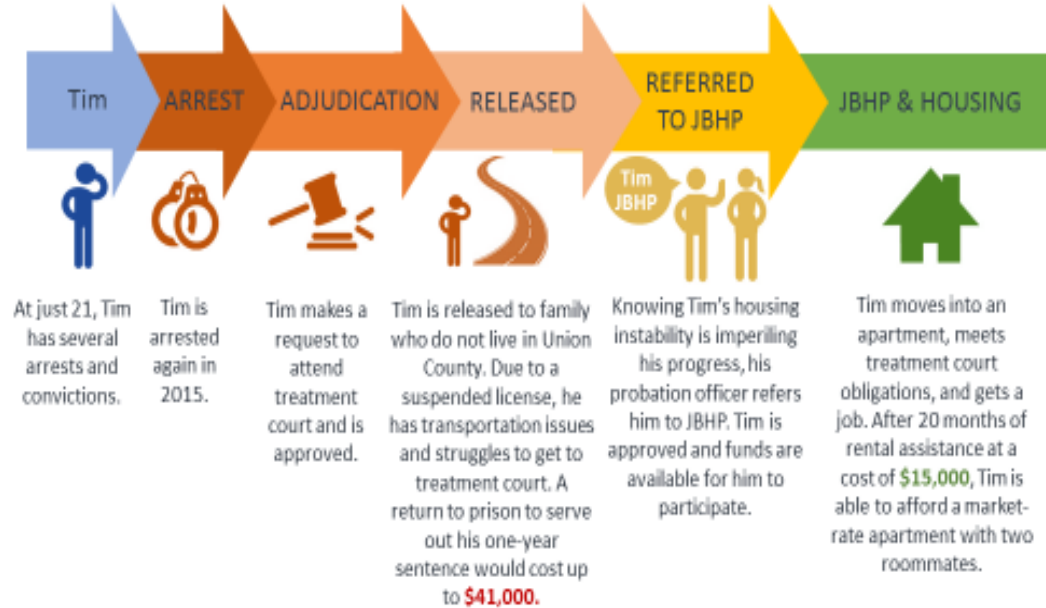 Tim
ARREST
ADJUDICATION
RELEASED
REFERRED
TO JBHP
JBHP & HOUSING
Tim
JBHP
At just 21, Tim
has several
arrests and
convictions.
Tim is
arrested
again in
2015.
Tim makes a
request to
attend
treatment
court and is
approved.
Tim is released to family
who do not live in Union
County. Due to a
suspended license, he
has transportation issues
and struggles to get to
treatment court. A
return to prison to serve
out his one-year
sentence would cost up
to $41,000.
Knowing Tim's housing
instability is imperiling
his progress, his
probation officer refers
him to JBHP. Tim is
approved and funds are
available for him to
participate.
Tim moves into an
apartment, meets
treatment court
obligations, and gets a
job. After 20 months of
rental assistance at a
cost of $15,000, Tim is
able to afford a market-
rate apartment with two
roommates.